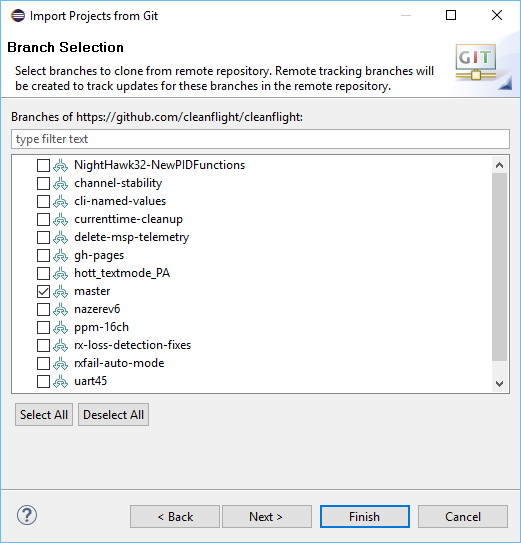 Import Projects from Git
Branch Selection
GIT
Select branches to clone from remote repository. Remote tracking branches will
be created to track updates for these branches in the remote repository.
Branches of https://github.com/cleanflight/cleanflight:
type filter text
NightHawk32-NewPIDFunctions
channel-stability
cli-named-values
currenttime-cleanup
delete-msp-telemetry
gh-pages
hott_textmode_PA
master
nazerev6
ppm-16ch
rx-loss-detection-fixes
rxfail-auto-mode
uart45
Select All Deselect All
? < Back Next > Finish Cancel